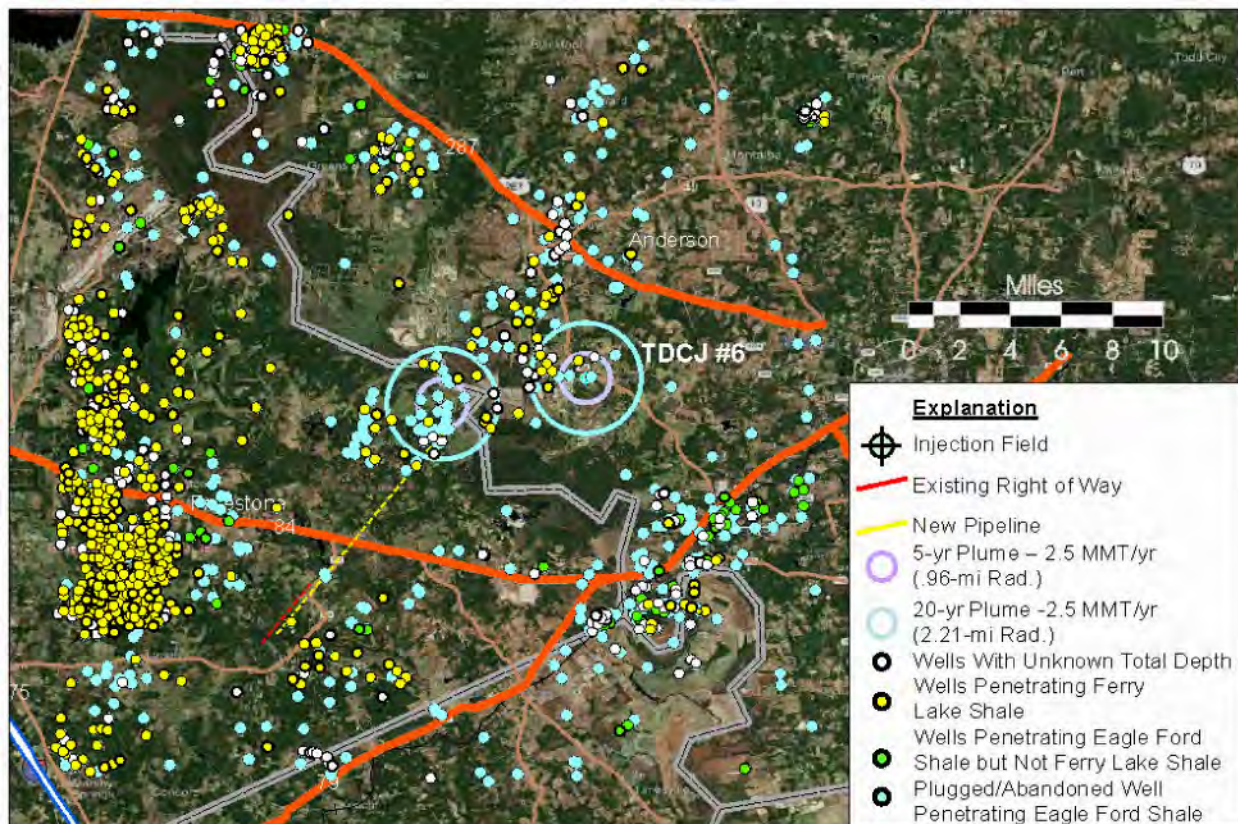 287
Anderson
TDCJ #6
Miles
0 2 4 6 8 10
84
79
75
Explanation
Injection Field
Existing Right of Way
New Pipeline
5-yr Plume – 2.5 MMT/yr
(.96-mi Rad.)
20-yr Plume -2.5 MMT/yr
(2.21-mi Rad.)
Wells With Unknown Total Depth
Wells Penetrating Ferry
Lake Shale
Wells Penetrating Eagle Ford
Shale but Not Ferry Lake Shale
Plugged/Abandoned Well
Penetrating Eagle Ford Shale